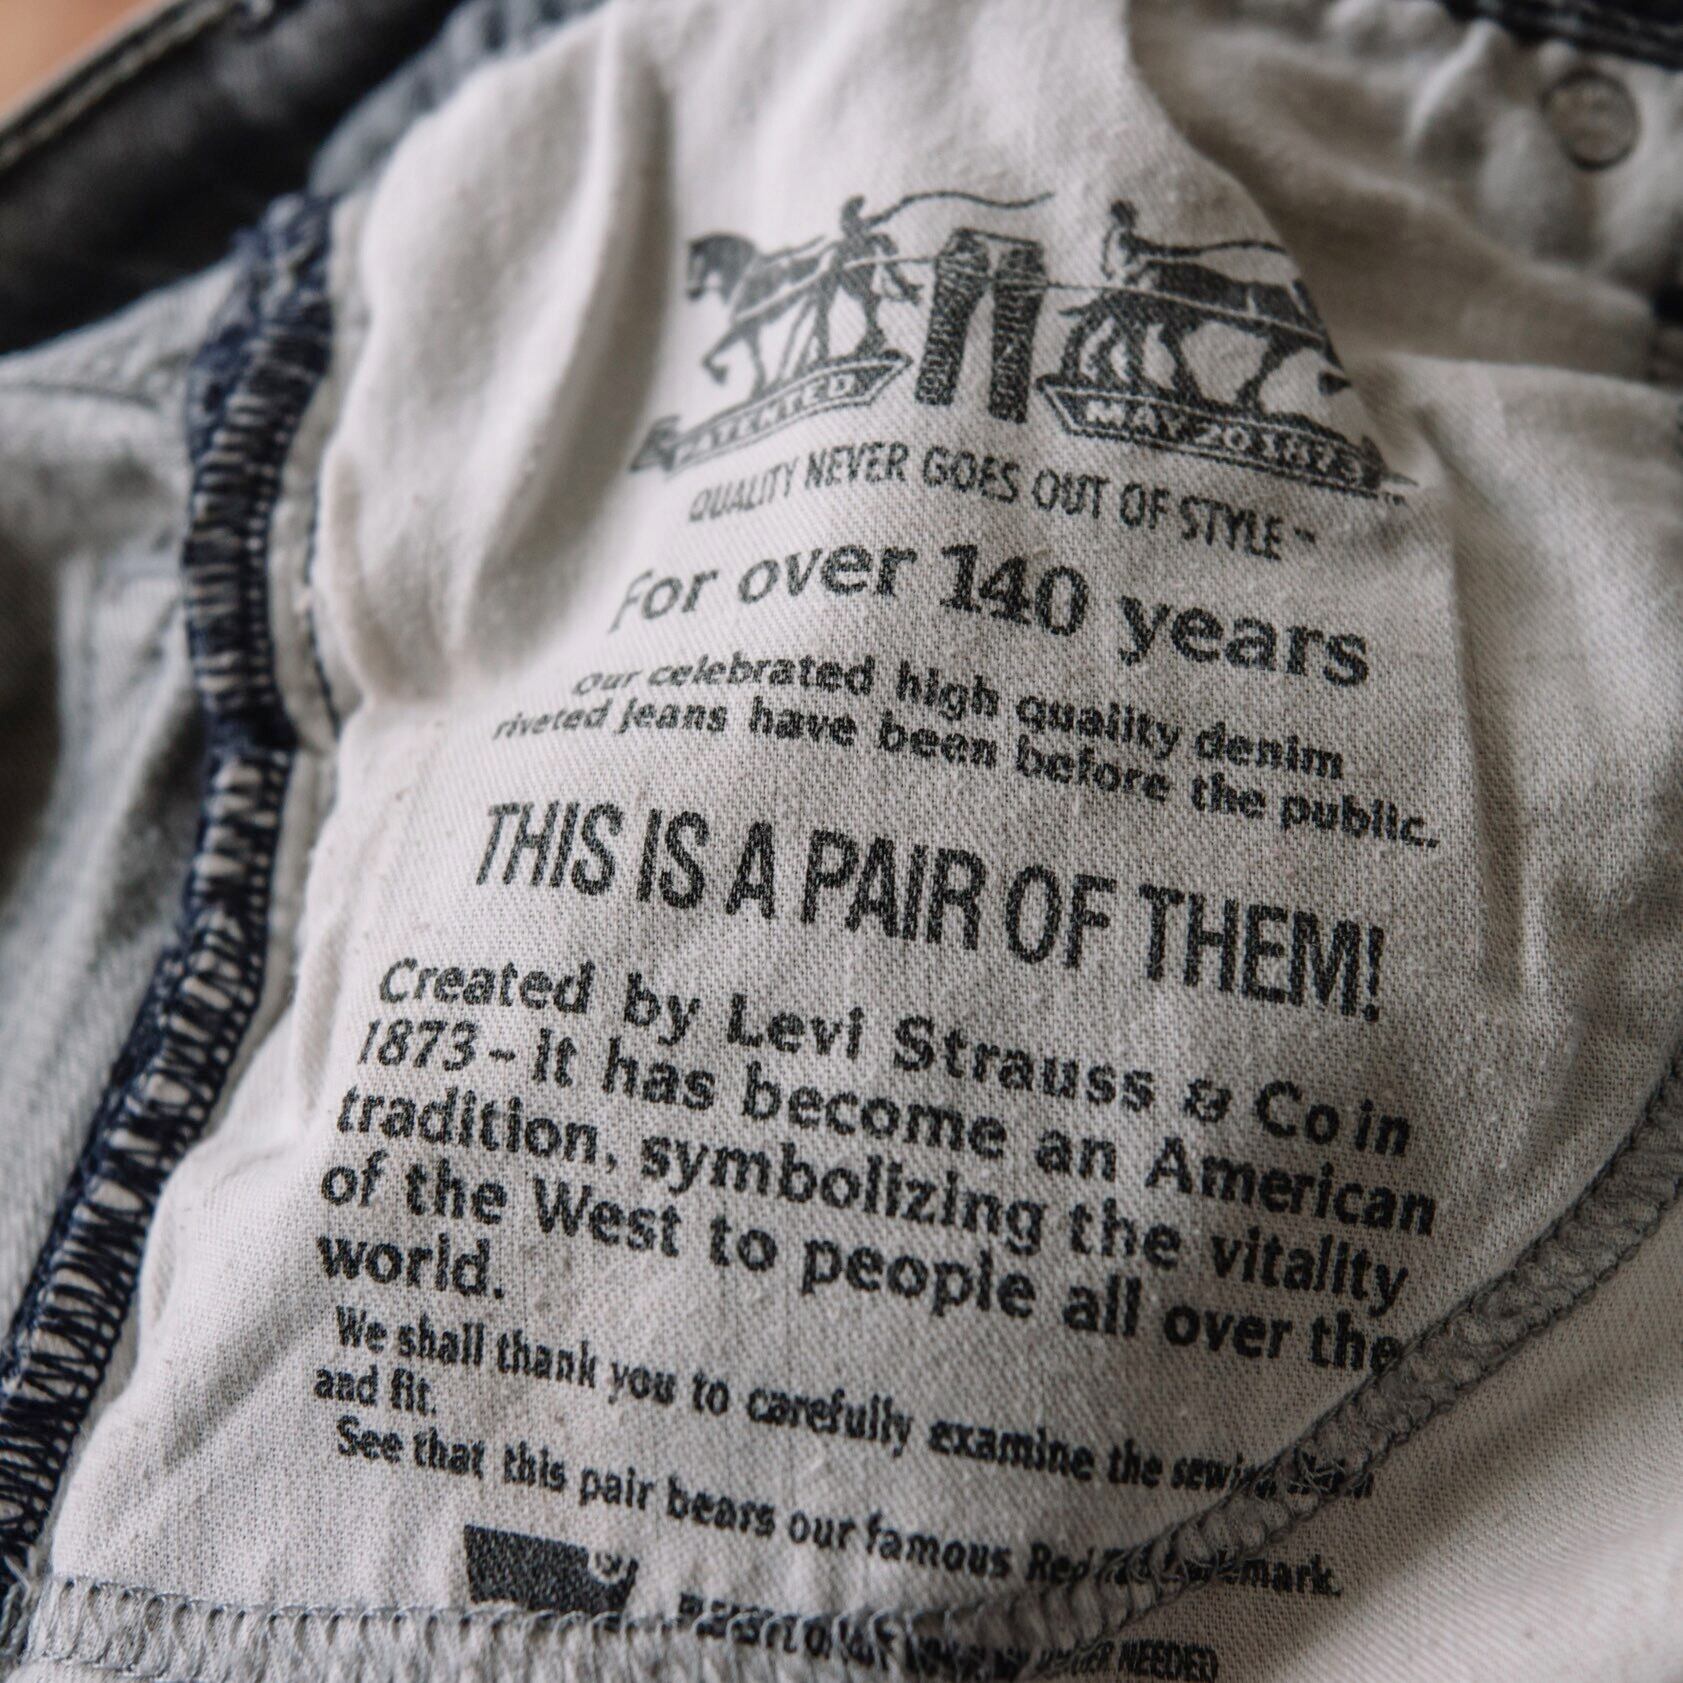 PATENTED
MAY 20 1873
QUALITY NEVER GOES OUT OF STYLE™
For over 140 years
our celebrated high quality denim
riveted jeans have been before the public.
THIS IS A PAIR OF THEM!
Created by Levi Strauss & Co in
1873 - It has become an American
tradition, symbolizing the vitality
of the West to people all over the
world.
We shall thank you to carefully examine the sewing
and fit.
See that this pair bears our famous Red Tab trademark.
®
NEEDED